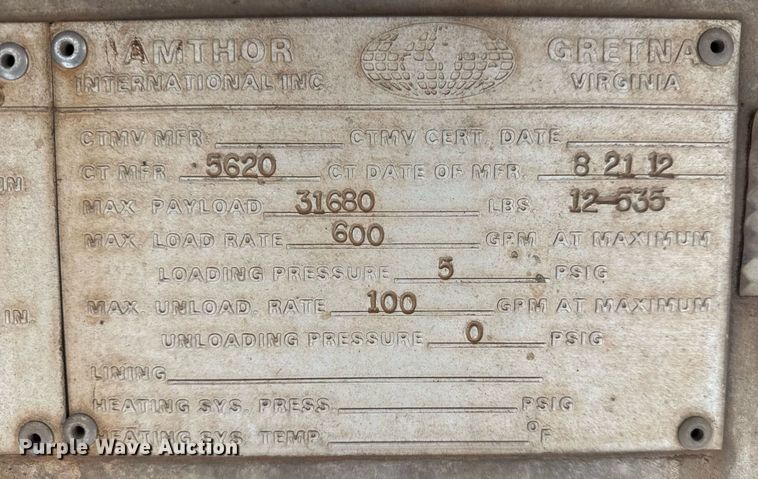 AMTHOR GRETNA
INTERNATIONAL INC VIRGINIA
CTMV MFR. CTMV CERT. DATE
CT MFR. 5620 CT DATE OF MFR. 8 21 12
MAX. PAYLOAD 31680 LBS. 12-535
IN.
MAX. LOAD RATE 600 GPM AT MAXIMUM
LOADING PRESSURE 5 PSIG
IN. MAX. UNLOAD. RATE 100 GPM AT MAXIMUM
UNLOADING PRESSURE 0 PSIG
LINING
HEATING SYS. PRESS. PSIG
HEATING SYS. TEMP. °F
Purple Wave Auction